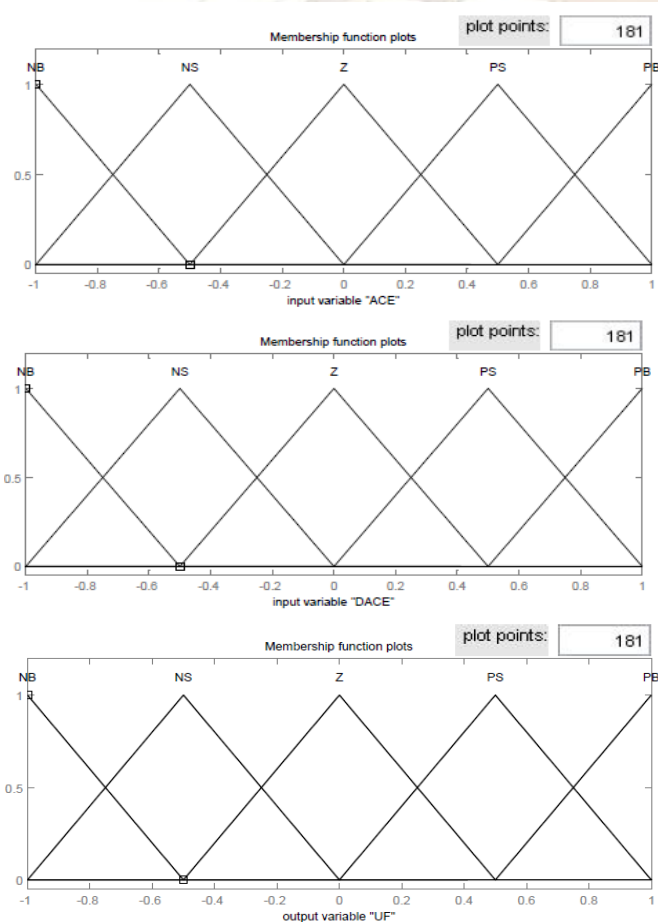 Membership function plots plot points: 181
NB NS Z PS PB
1
0.5
0
-1 -0.8 -0.6 -0.4 -0.2 0 0.2 0.4 0.6 0.8 1
input variable "ACE"
Membership function plots plot points: 181
NB NS Z PS PB
1
0.5
0
-1 -0.8 -0.6 -0.4 -0.2 0 0.2 0.4 0.6 0.8 1
input variable "DACE"
Membership function plots plot points: 181
NB NS Z PS PB
1
0.5
0
-1 -0.8 -0.6 -0.4 -0.2 0 0.2 0.4 0.6 0.8 1
output variable "UF"